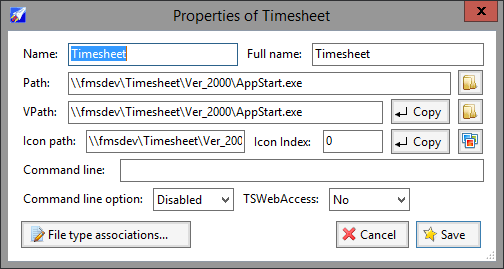 Properties of Timesheet
x
Name: Timesheet Full name: Timesheet
Path: \\fmsdev\Timesheet\Ver_2000\AppStart.exe
VPath: \\fmsdev\Timesheet\Ver_2000\AppStart.exe Copy
Icon path: \\fmsdev\Timesheet\Ver_200 Icon Index: 0 Copy
Command line:
Command line option: Disabled TSWebAccess: No
File type associations... Cancel Save